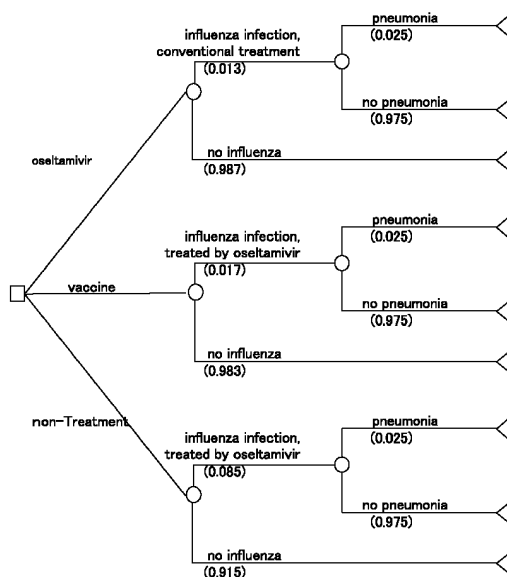 pneumonia
(0.025)
influenza infection,
conventional treatment
(0.013)
no pneumonia
(0.975)
no influenza
(0.987)
oseltamivir
pneumonia
(0.025)
influenza infection,
treated by oseltamivir
(0.017)
vaccine
no pneumonia
(0.975)
no influenza
(0.983)
non-Treatment
pneumonia
(0.025)
influenza infection,
treated by oseltamivir
(0.085)
no pneumonia
(0.975)
no influenza
(0.915)